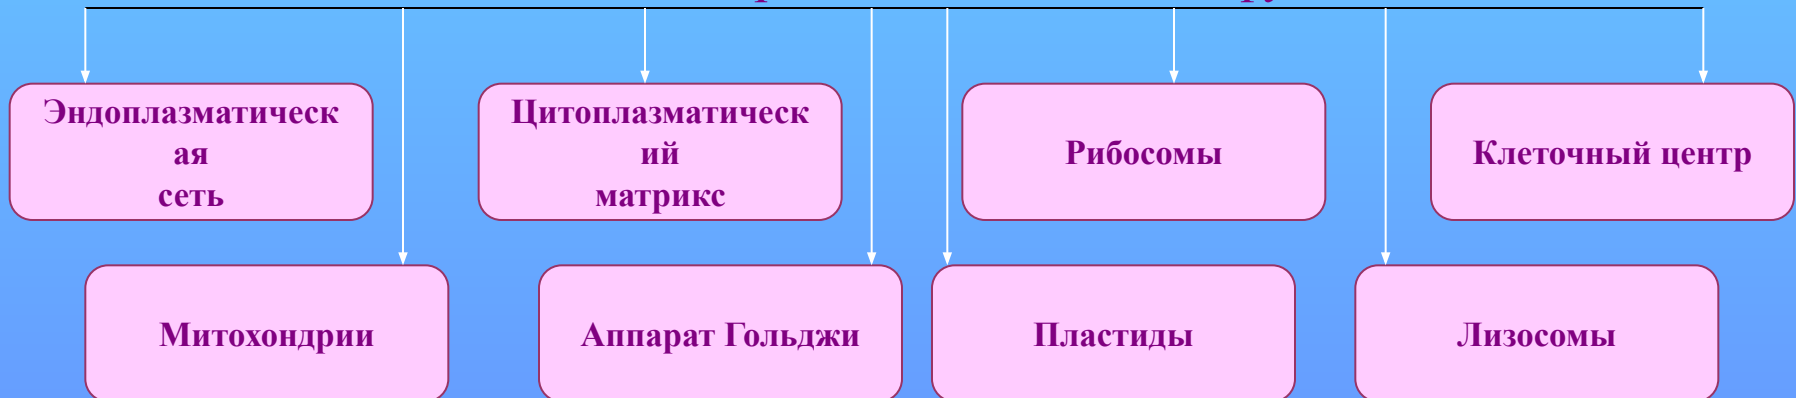 Эндоплазматическ
ая
сеть
Цитоплазматическ
ий
матрикс
Рибосомы
Клеточный центр
Митохондрии
Аппарат Гольджи
Пластиды
Лизосомы